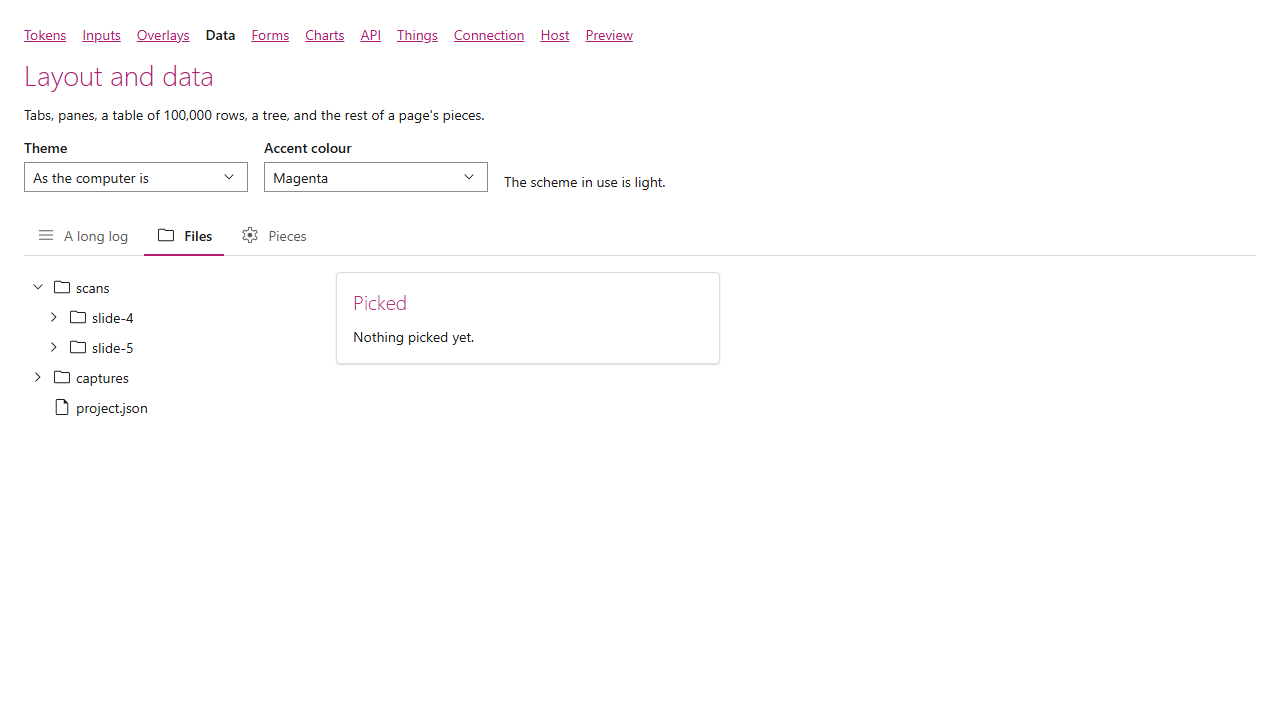 Tokens Inputs Overlays Data Forms Charts API Things Connection Host Preview
Layout and data
Tabs, panes, a table of 100,000 rows, a tree, and the rest of a page's pieces.
Theme Accent colour
As the computer is Magenta The scheme in use is light.
A long log Files Pieces
scans
slide-4
slide-5
captures
project.json
Picked
Nothing picked yet.